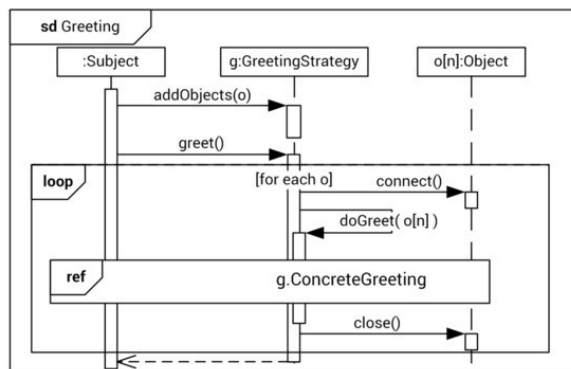 sd Greeting
:Subject
g:GreetingStrategy
o[n]:Object
addObjects(o)
greet()
loop
[for each o]
connect()
doGreet( o[n] )
ref
g.ConcreteGreeting
close()